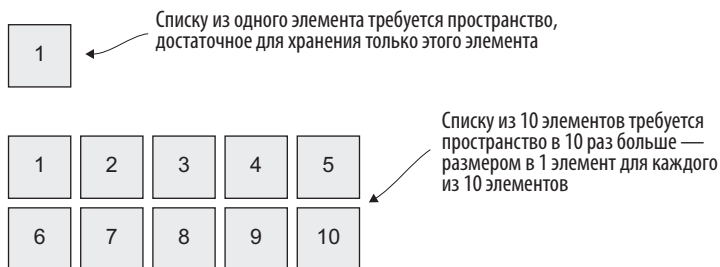 Списку из одного элемента требуется пространство,
достаточное для хранения только этого элемента
1
Списку из 10 элементов требуется
пространство в 10 раз больше —
размером в 1 элемент для каждого
из 10 элементов
1 2 3 4 5
6 7 8 9 10